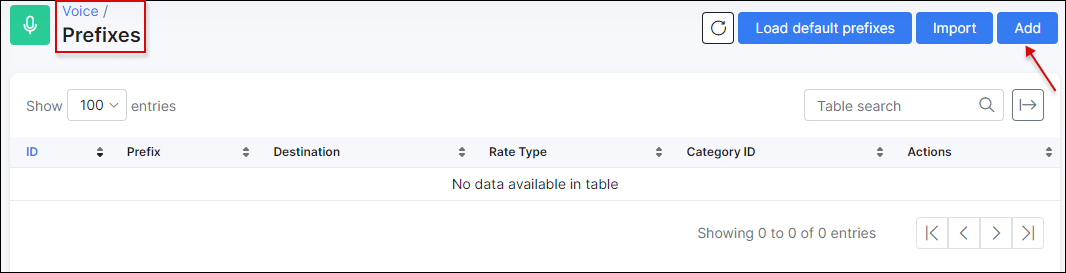 Voice /
Prefixes
Load default prefixes Import Add
Show 100 entries Table search
ID Prefix Destination Rate Type Category ID Actions
No data available in table
Showing 0 to 0 of 0 entries